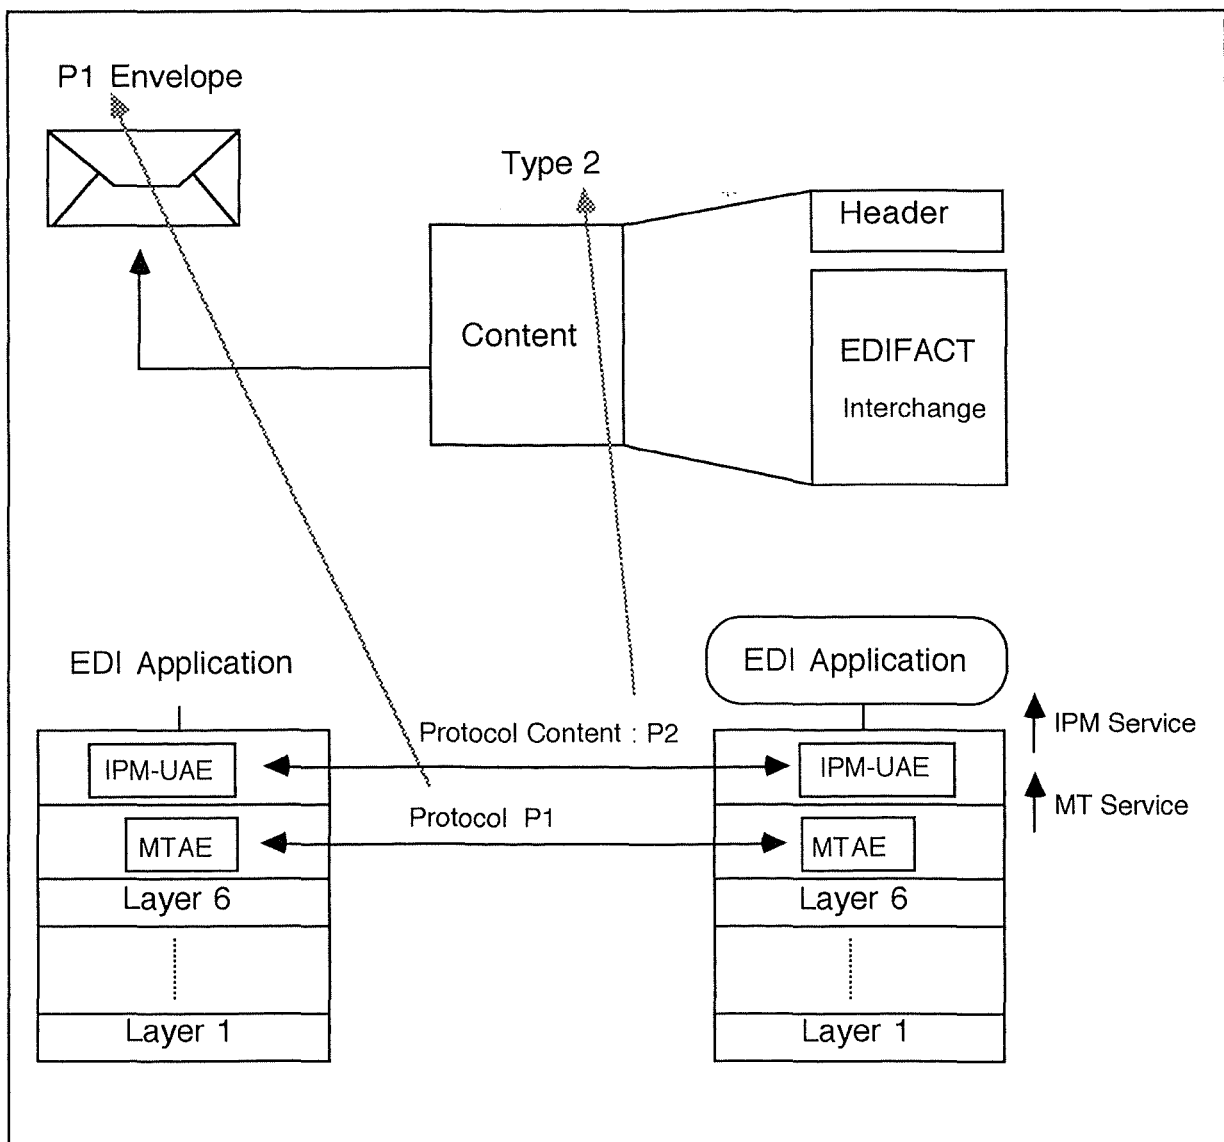 P1 Envelope
Type 2
Header
Content
EDIFACT
Interchange
EDI Application
EDI Application
Protocol Content : P2
IPM Service
IPM-UAE
IPM-UAE
MT Service
Protocol P1
MTAE
MTAE
Layer 6
Layer 6
Layer 1
Layer 1